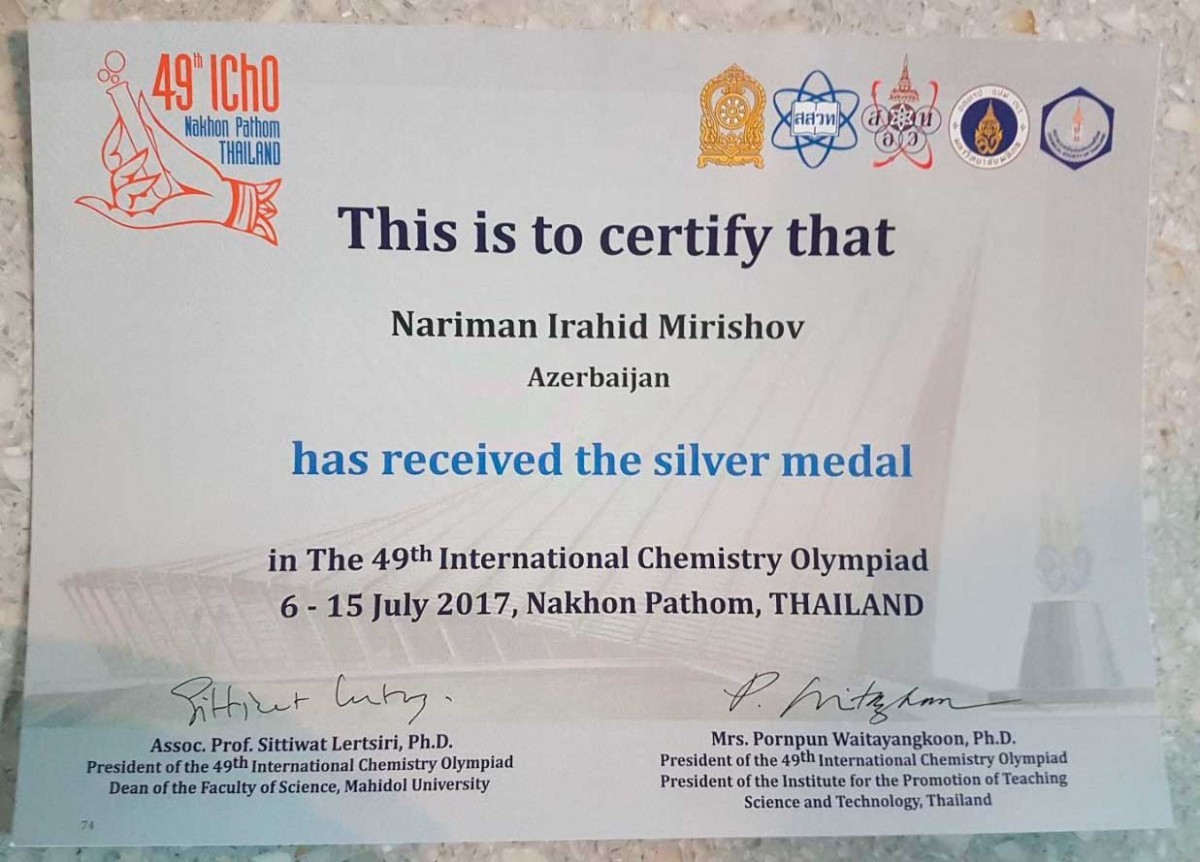 49th IChO
Nakhon Pathom
THAILAND
สสวท
This is to certify that
Nariman Irahid Mirishov
Azerbaijan
has received the silver medal
in The 49th International Chemistry Olympiad
6 - 15 July 2017, Nakhon Pathom, THAILAND
Assoc. Prof. Sittiwat Lertsiri, Ph.D.
President of the 49th International Chemistry Olympiad
Dean of the Faculty of Science, Mahidol University
Mrs. Pornpun Waitayangkoon, Ph.D.
President of the 49th International Chemistry Olympiad
President of the Institute for the Promotion of Teaching
Science and Technology, Thailand
74